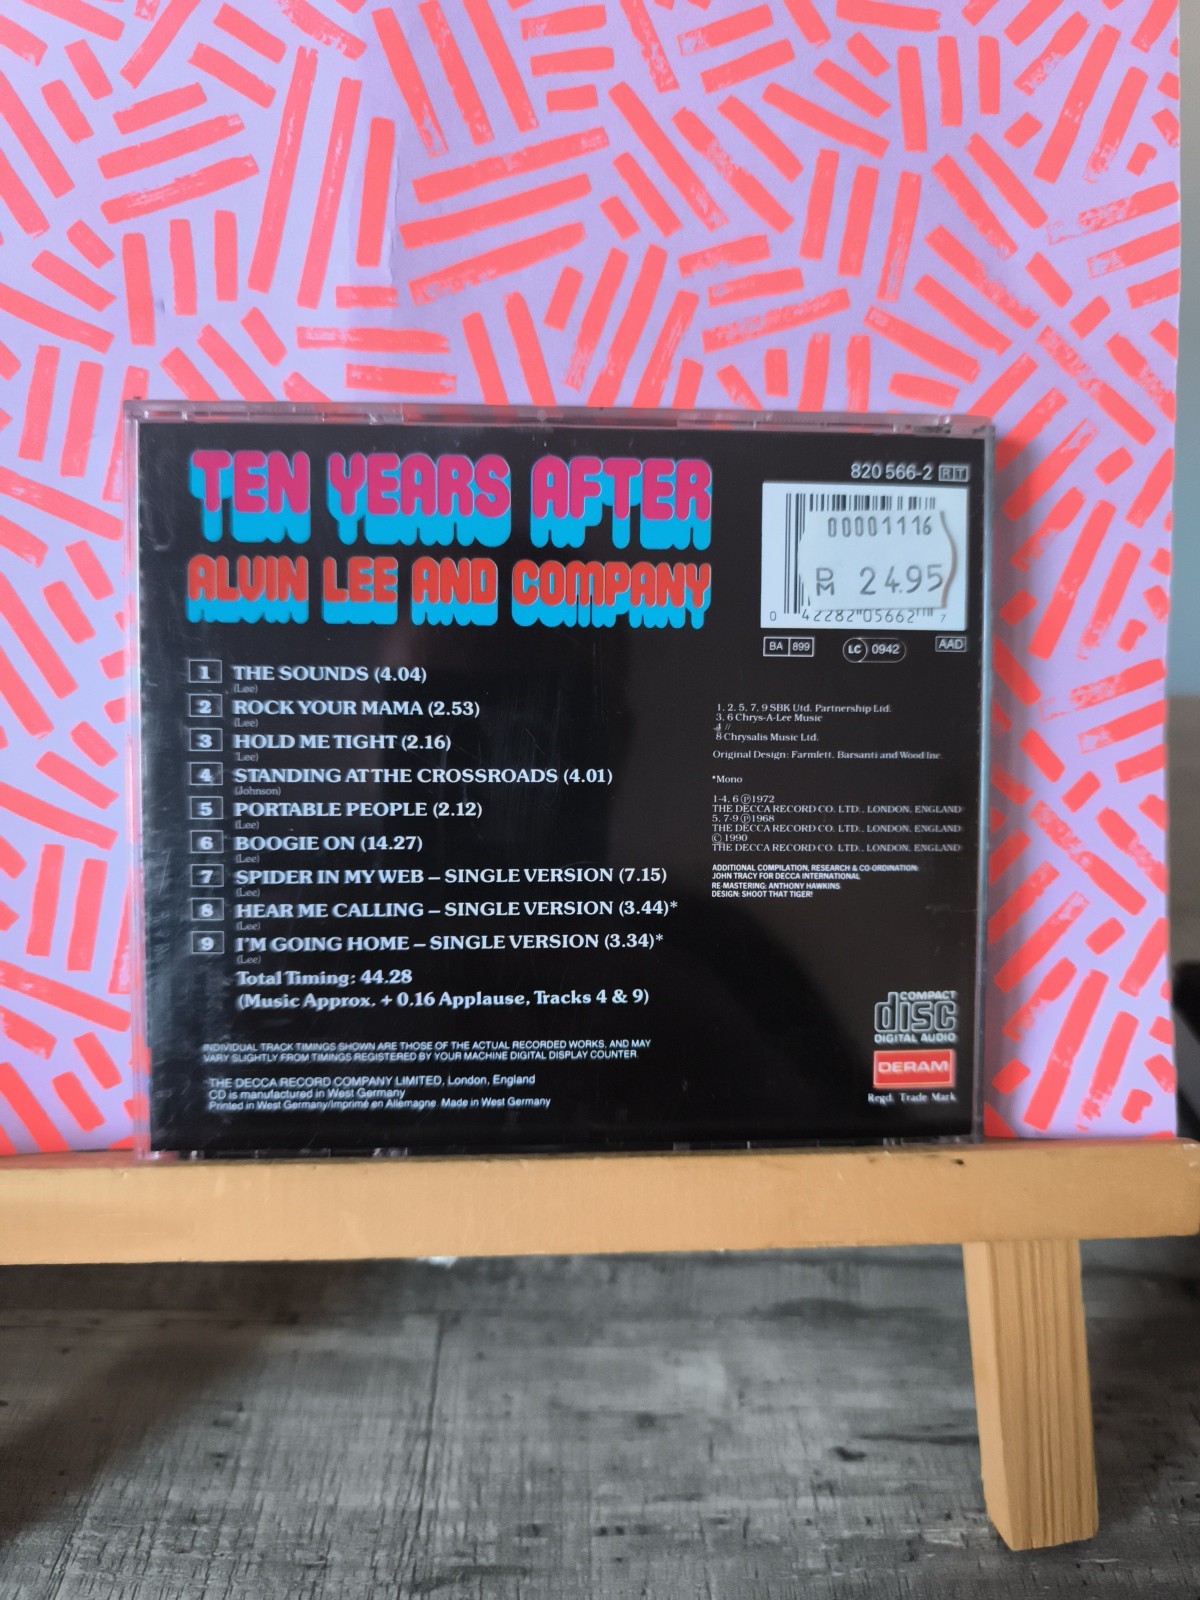 TEN YEARS AFTER
ALVIN LEE AND COMPANY
820 566-2 RT
00001116
DM 24.95
0 42282 05662 7
BA 899
LC 0942
AAD
1 THE SOUNDS (4.04)
(Lee)
2 ROCK YOUR MAMA (2.53)
(Lee)
3 HOLD ME TIGHT (2.16)
(Lee)
4 STANDING AT THE CROSSROADS (4.01)
(Johnson)
5 PORTABLE PEOPLE (2.12)
(Lee)
6 BOOGIE ON (14.27)
(Lee)
7 SPIDER IN MY WEB – SINGLE VERSION (7.15)
(Lee)
8 HEAR ME CALLING – SINGLE VERSION (3.44)*
(Lee)
9 I'M GOING HOME – SINGLE VERSION (3.34)*
(Lee)
Total Timing: 44.28
(Music Approx. + 0.16 Applause, Tracks 4 & 9)
1. 2. 5. 7. 9 SBK Utd. Partnership Ltd.
3, 6 Chrys-A-Lee Music
4 //
8 Chrysalis Music Ltd.
Original Design: Farmlett, Barsanti and Wood Inc.
*Mono
1-4. 6 ℗ 1972
THE DECCA RECORD CO. LTD., LONDON, ENGLAND
5. 7-9 ℗ 1968
THE DECCA RECORD CO. LTD., LONDON, ENGLAND
© 1990
THE DECCA RECORD CO. LTD., LONDON, ENGLAND
ADDITIONAL COMPILATION, RESEARCH & CO-ORDINATION:
JOHN TRACY FOR DECCA INTERNATIONAL
RE-MASTERING: ANTHONY HAWKINS
DESIGN: SHOOT THAT TIGER!
INDIVIDUAL TRACK TIMINGS SHOWN ARE THOSE OF THE ACTUAL RECORDED WORKS, AND MAY
VARY SLIGHTLY FROM TIMINGS REGISTERED BY YOUR MACHINE DIGITAL DISPLAY COUNTER.
THE DECCA RECORD COMPANY LIMITED, London, England
CD is manufactured in West Germany
Printed in West Germany/Imprimé en Allemagne. Made in West Germany
COMPACT
disc
DIGITAL AUDIO
DERAM
Regd. Trade Mark